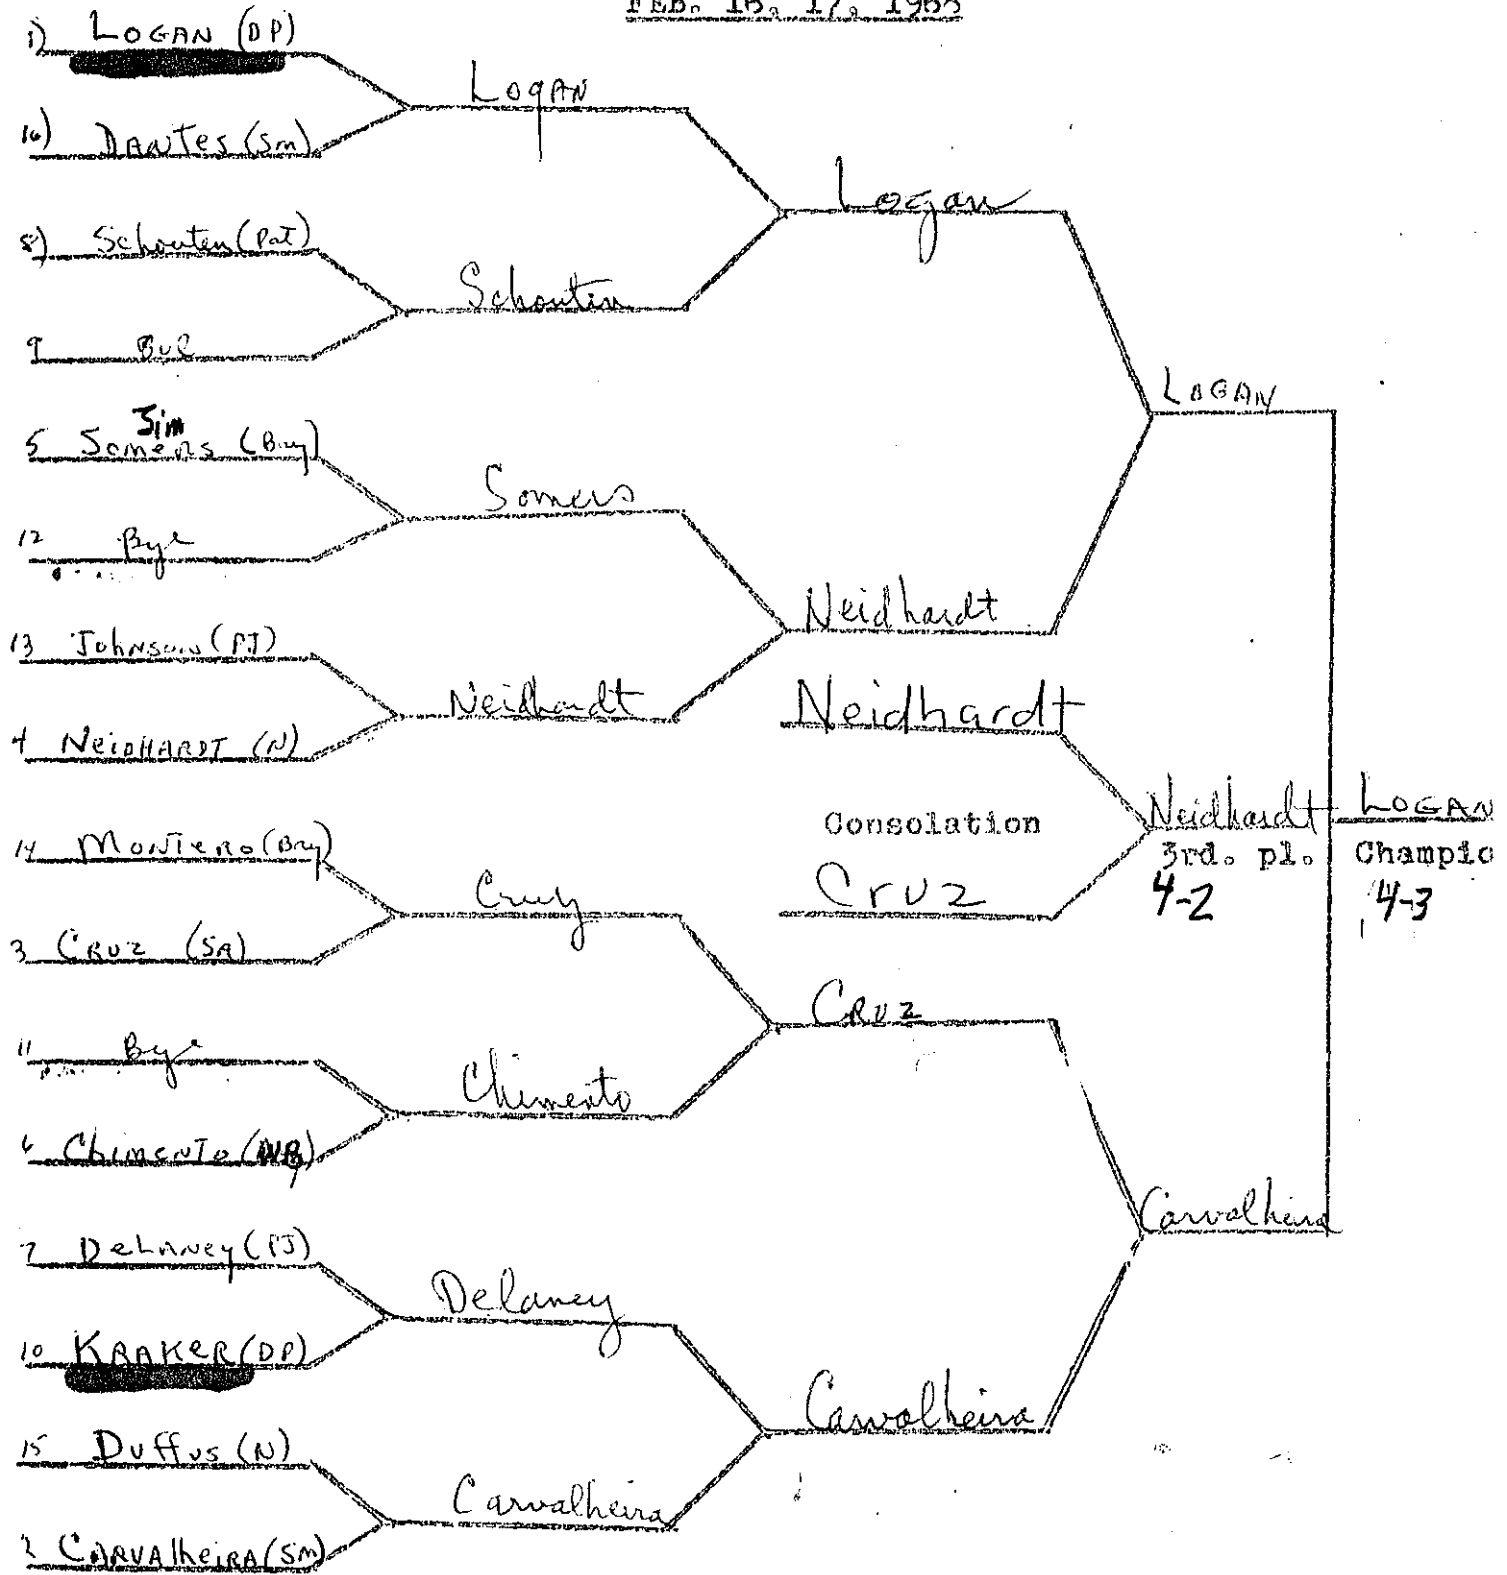 FEB. 16, 17, 1963
1) LOGAN (DP)
Logan
16) DANTes (Sm)
Logan
8) Schouten (Pat)
Schouten
9 Bye
LOGAN
Jim
5 Somers (Bay)
Somers
12 Bye
Neidhardt
13 JohnSon (PJ)
Neidhardt
Neidhardt
4 NeidHARDT (N)
Consolation
Neidhardt
LOGAN
3rd. pl.
Champio
4-2
4-3
14 MonTero (Bay)
Cruz
Cruz
3 CRUZ (SA)
CRUZ
11 Bye
Chimento
6 ChimenTo (WB)
Carvalheira
7 DeLaney (PJ)
Delaney
10 KRAKeR (DP)
Carvalheira
15 Duffus (N)
Carvalheira
2 CARVAlheiRA (Sm)